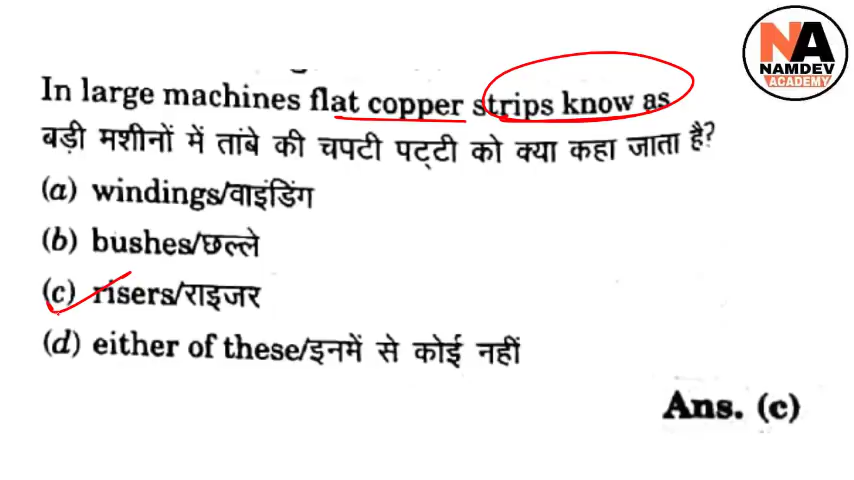 NA
NAMDEV
ACADEMY
In large machines flat copper strips know as
बड़ी मशीनों में तांबे की चपटी पट्टी को क्या कहा जाता है?
(a) windings/वाइंडिंग
(b) bushes/छल्ले
(c) risers/राइजर
(d) either of these/इनमें से कोई नहीं
Ans. (c)